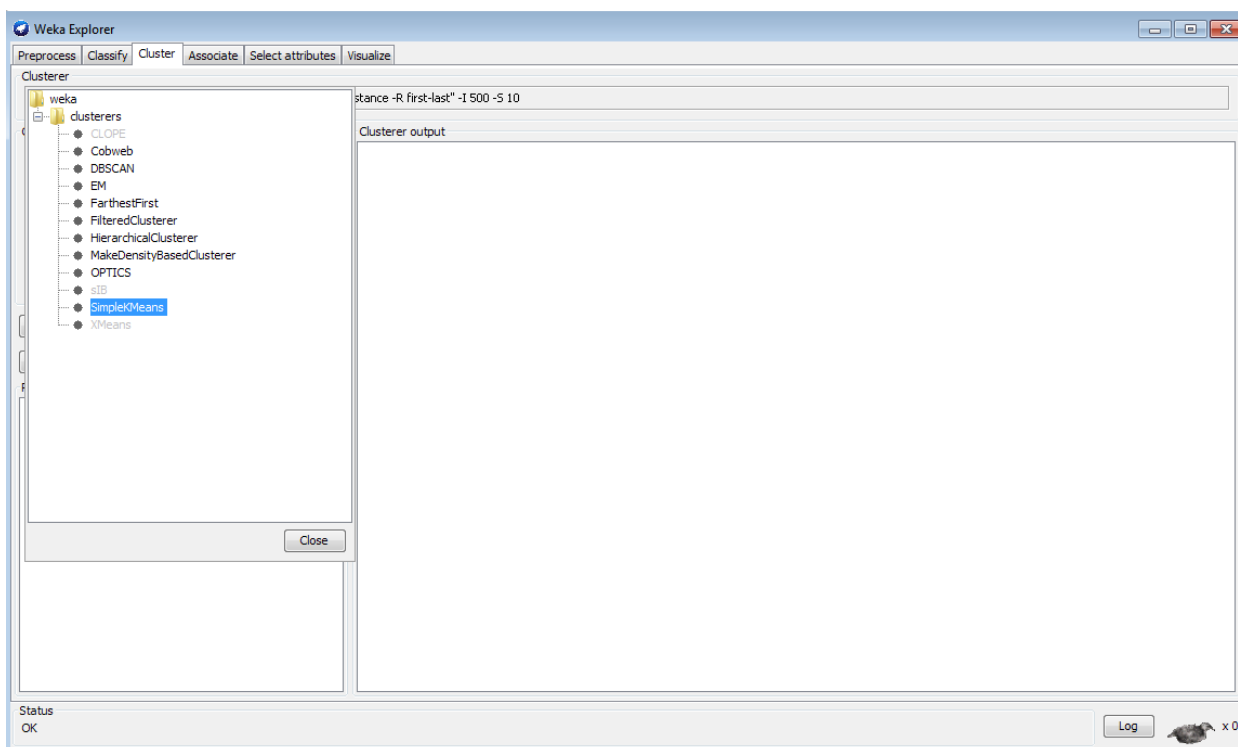 Weka Explorer
Preprocess Classify Cluster Associate Select attributes Visualize
Clusterer
stance -R first-last" -I 500 -S 10
weka
clusterers
CLOPE
Cobweb
DBSCAN
EM
FarthestFirst
FilteredClusterer
HierarchicalClusterer
MakeDensityBasedClusterer
OPTICS
sIB
SimpleKMeans
XMeans
Close
Clusterer output
Status
OK
Log x 0